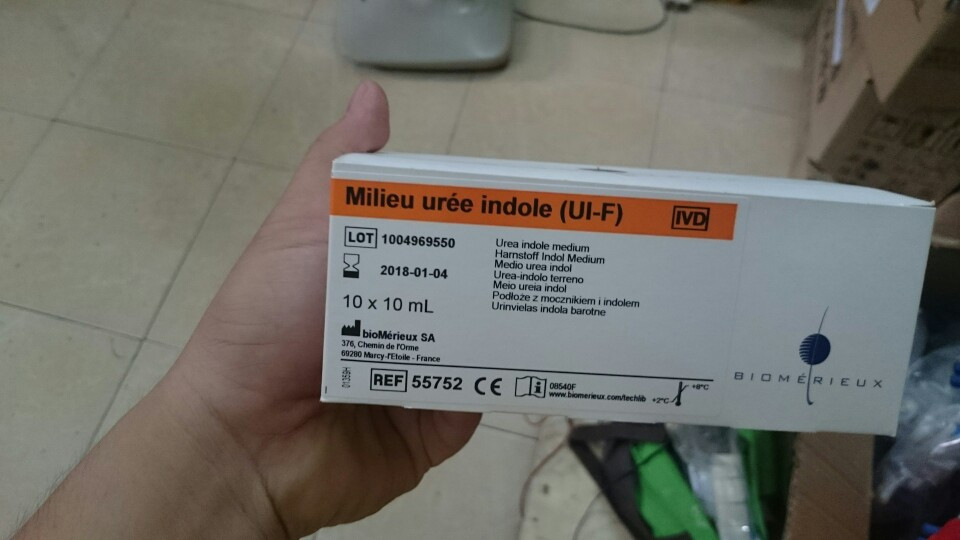 Milieu urée indole (UI-F)
IVD
LOT 1004969550
2018-01-04
10 x 10 mL
Urea indole medium
Harnstoff Indol Medium
Medio urea indol
Urea-indolo terreno
Meio ureia indol
Podłoże z mocznikiem i indolem
Urinvielas indola barotne
bioMérieux SA
376, Chemin de l'Orme
69280 Marcy-l'Etoile - France
01359H
REF 55752 CE
i
08540F
www.biomerieux.com/techlib
+2°C
+8°C
BIOMÉRIEUX